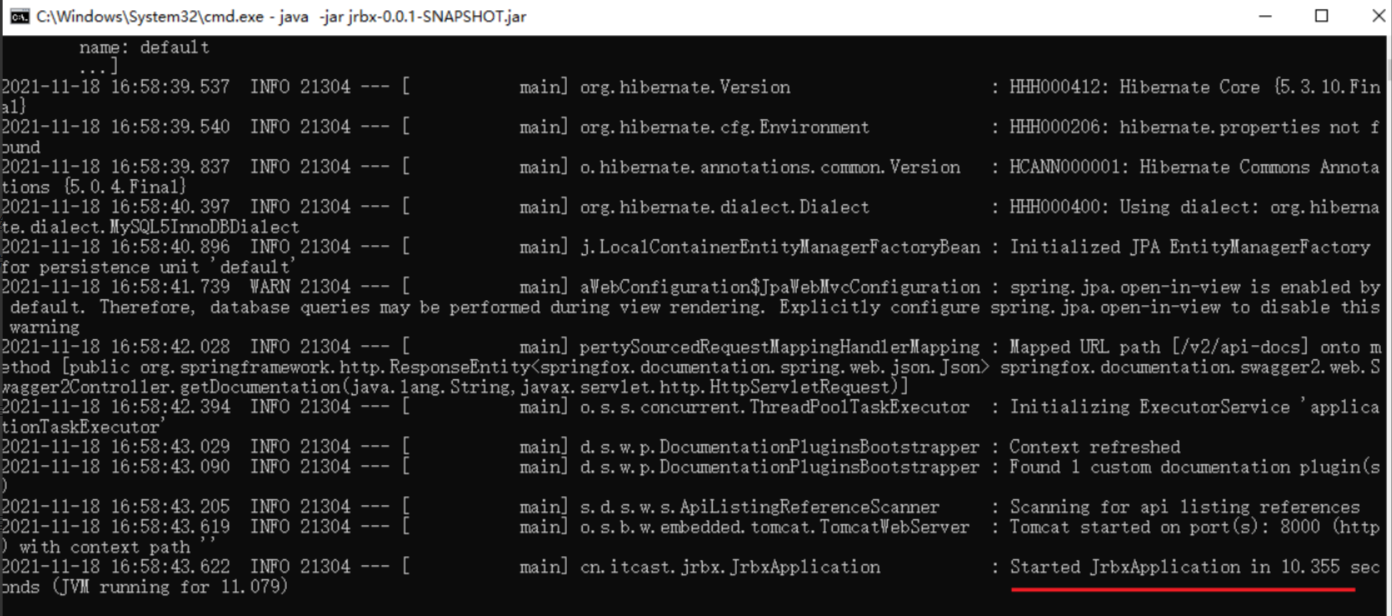 C:\Windows\System32\cmd.exe - java -jar jrbx-0.0.1-SNAPSHOT.jar
name: default
...]
2021-11-18 16:58:39.537  INFO 21304 --- [           main] org.hibernate.Version                    : HHH000412: Hibernate Core {5.3.10.Fin
al}
2021-11-18 16:58:39.540  INFO 21304 --- [           main] org.hibernate.cfg.Environment            : HHH000206: hibernate.properties not f
ound
2021-11-18 16:58:39.837  INFO 21304 --- [           main] o.hibernate.annotations.common.Version   : HCANN000001: Hibernate Commons Annota
tions {5.0.4.Final}
2021-11-18 16:58:40.397  INFO 21304 --- [           main] org.hibernate.dialect.Dialect            : HHH000400: Using dialect: org.hiberna
te.dialect.MySQL5InnoDBDialect
2021-11-18 16:58:40.896  INFO 21304 --- [           main] j.LocalContainerEntityManagerFactoryBean : Initialized JPA EntityManagerFactory
for persistence unit 'default'
2021-11-18 16:58:41.739  WARN 21304 --- [           main] aWebConfiguration$JpaWebMvcConfiguration : spring.jpa.open-in-view is enabled by
default. Therefore, database queries may be performed during view rendering. Explicitly configure spring.jpa.open-in-view to disable this
warning
2021-11-18 16:58:42.028  INFO 21304 --- [           main] pertySourcedRequestMappingHandlerMapping : Mapped URL path [/v2/api-docs] onto m
ethod [public org.springframework.http.ResponseEntity<springfox.documentation.spring.web.json.Json> springfox.documentation.swagger2.web.S
wagger2Controller.getDocumentation(java.lang.String,javax.servlet.http.HttpServletRequest)]
2021-11-18 16:58:42.394  INFO 21304 --- [           main] o.s.s.concurrent.ThreadPoolTaskExecutor  : Initializing ExecutorService 'applica
tionTaskExecutor'
2021-11-18 16:58:43.029  INFO 21304 --- [           main] d.s.w.p.DocumentationPluginsBootstrapper : Context refreshed
2021-11-18 16:58:43.090  INFO 21304 --- [           main] d.s.w.p.DocumentationPluginsBootstrapper : Found 1 custom documentation plugin(s
)
2021-11-18 16:58:43.205  INFO 21304 --- [           main] s.d.s.w.s.ApiListingReferenceScanner     : Scanning for api listing references
2021-11-18 16:58:43.619  INFO 21304 --- [           main] o.s.b.w.embedded.tomcat.TomcatWebServer  : Tomcat started on port(s): 8000 (http
) with context path ''
2021-11-18 16:58:43.622  INFO 21304 --- [           main] cn.itcast.jrbx.JrbxApplication           : Started JrbxApplication in 10.355 sec
onds (JVM running for 11.079)